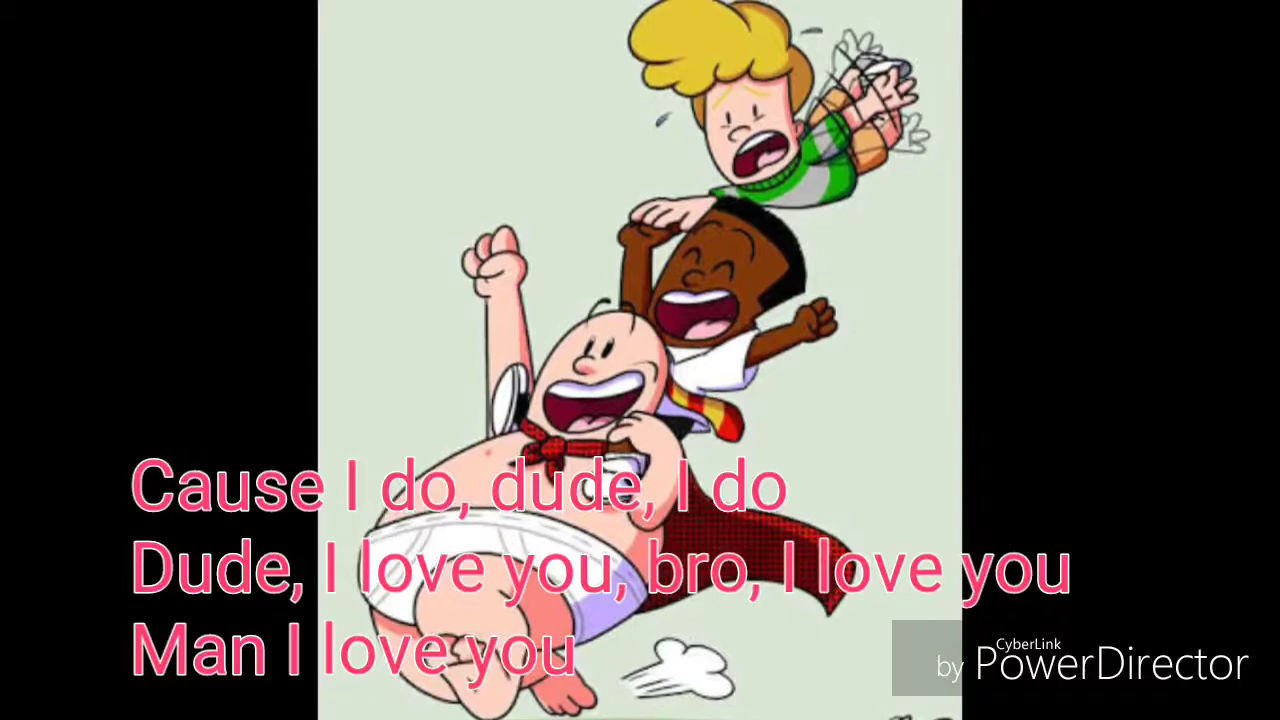 Cause I do, dude, I do
Dude, I love you, bro, I love you
Man I love you
CyberLink
by PowerDirector